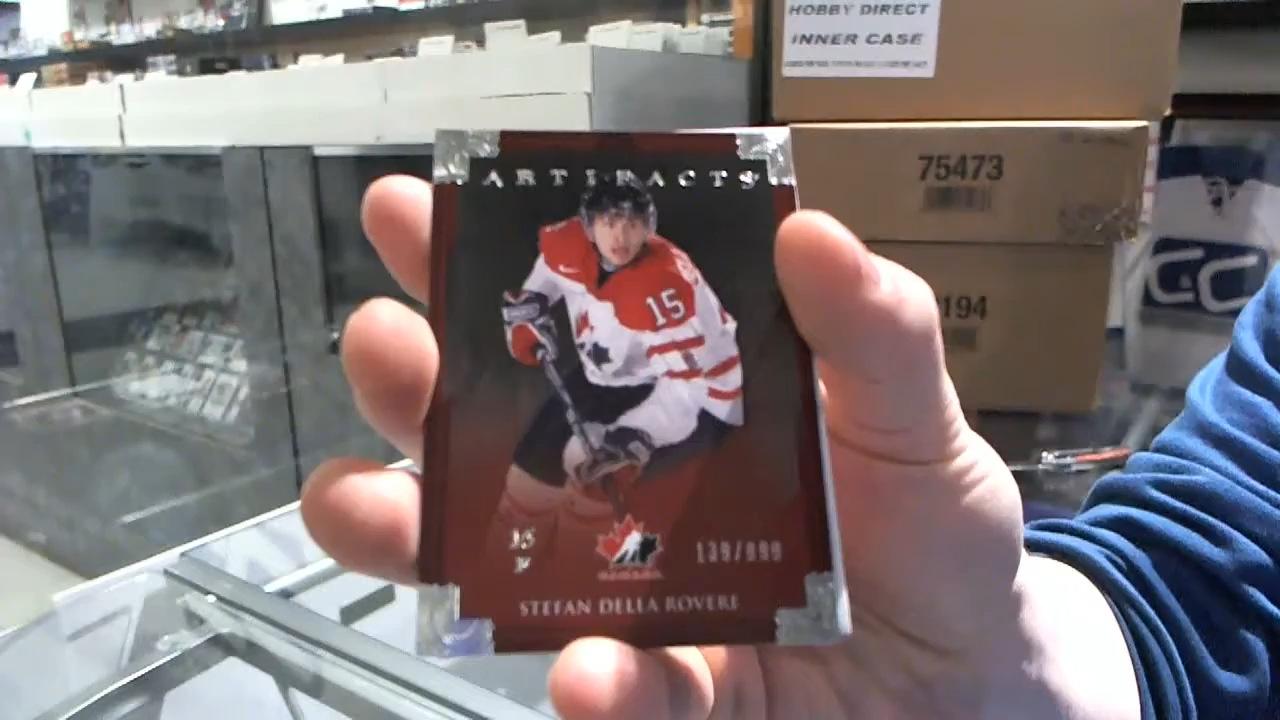 HOBBY DIRECT
INNER CASE
75473
194
ARTIFACTS
15
15
F
139/999
STEFAN DELLA ROVERE